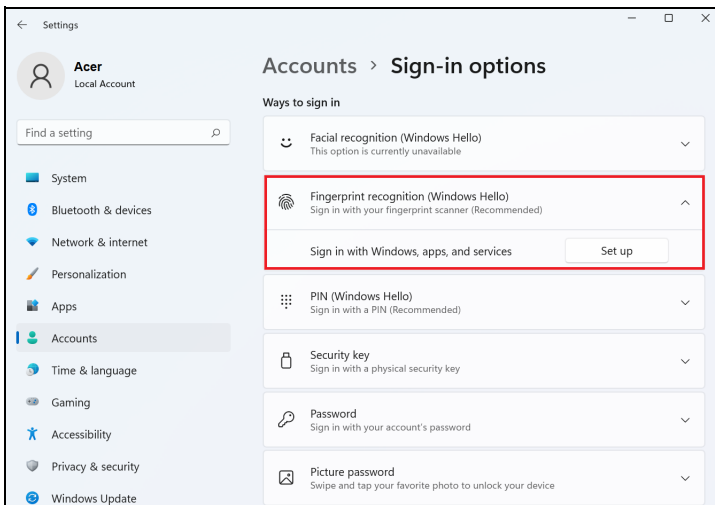 Settings
Acer
Local Account
Find a setting
System
Bluetooth & devices
Network & internet
Personalization
Apps
Accounts
Time & language
Gaming
Accessibility
Privacy & security
Windows Update
Accounts > Sign-in options
Ways to sign in
Facial recognition (Windows Hello)
This option is currently unavailable
Fingerprint recognition (Windows Hello)
Sign in with your fingerprint scanner (Recommended)
Sign in with Windows, apps, and services
Set up
PIN (Windows Hello)
Sign in with a PIN (Recommended)
Security key
Sign in with a physical security key
Password
Sign in with your account's password
Picture password
Swipe and tap your favorite photo to unlock your device